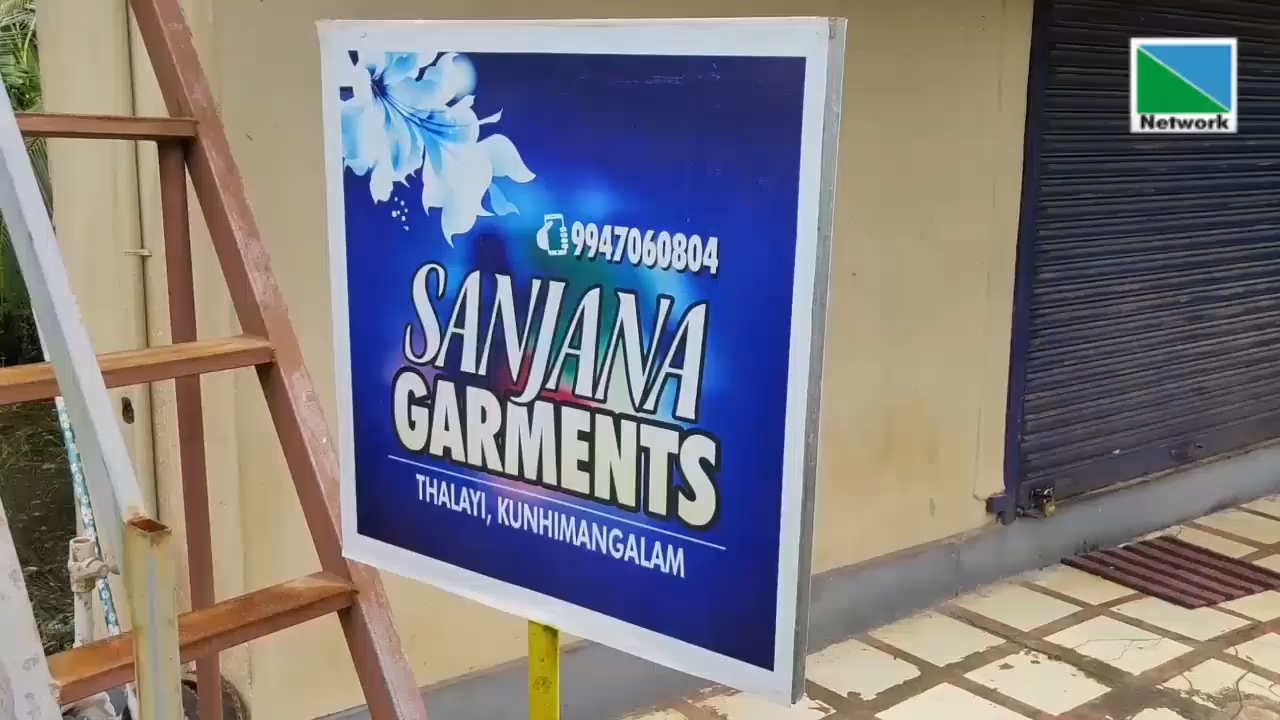 Network
9947060804
SANJANA
GARMENTS
THALAYI, KUNHIMANGALAM